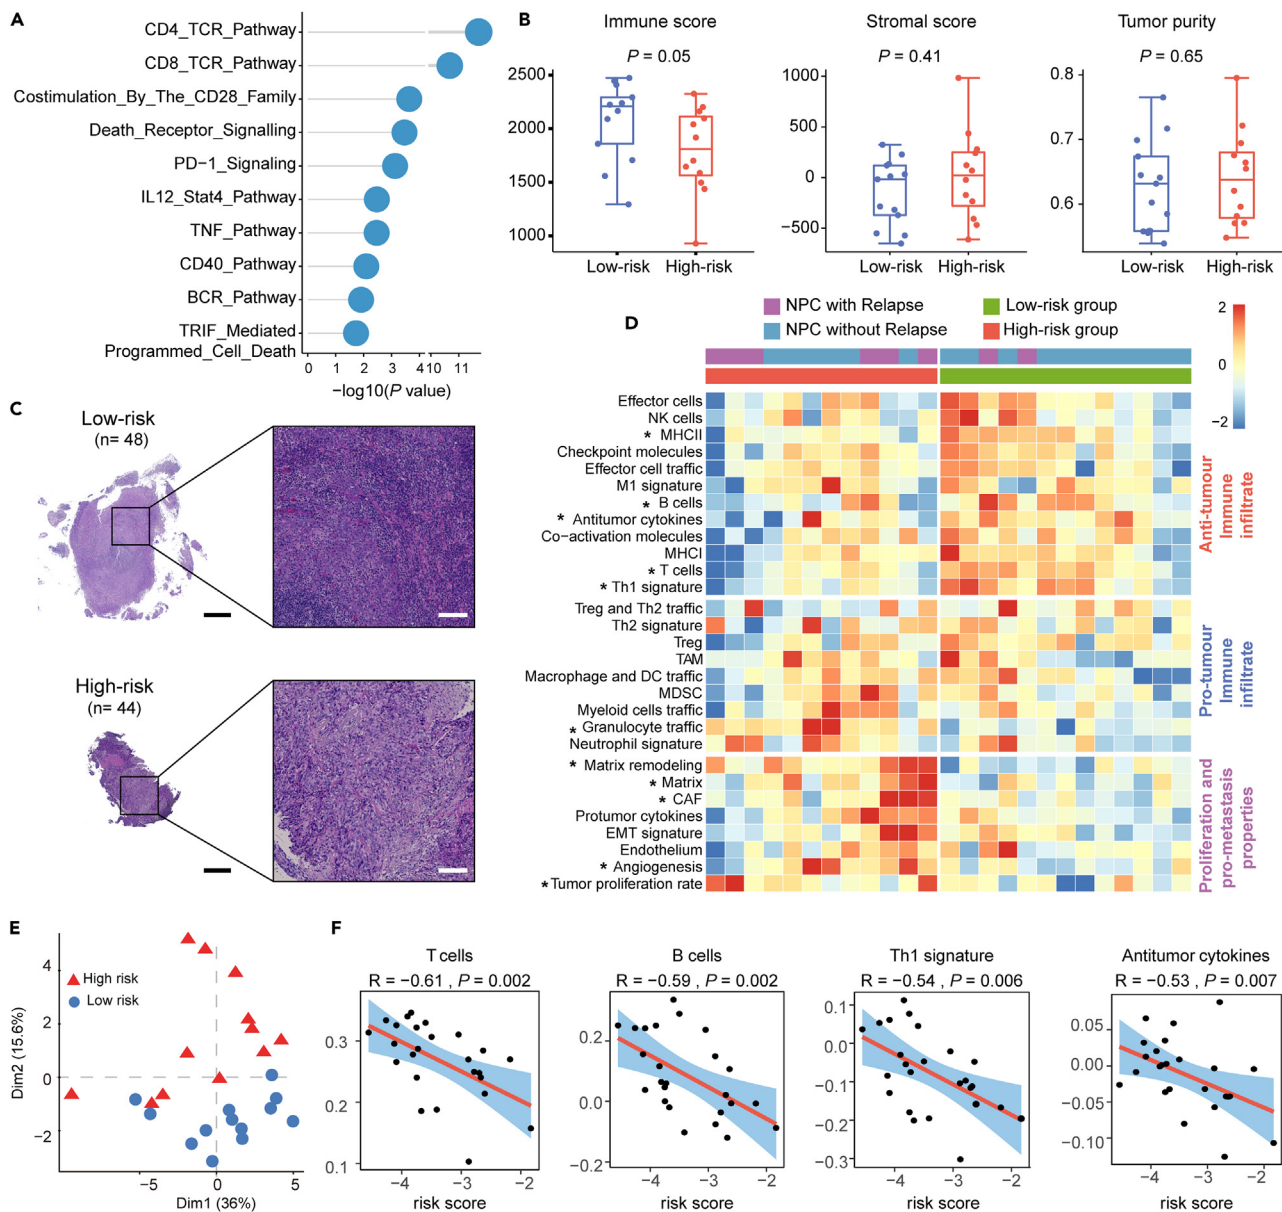 A
CD4_TCR_Pathway
CD8_TCR_Pathway
Costimulation_By_The_CD28_Family
Death_Receptor_Signalling
PD−1_Signaling
IL12_Stat4_Pathway
TNF_Pathway
CD40_Pathway
BCR_Pathway
TRIF_Mediated
Programmed_Cell_Death
0 1 2 3 4 10 11
−log10(P value)
B
Immune score
P = 0.05
2500
2000
1500
1000
Low-risk High-risk
Stromal score
P = 0.41
1000
500
0
−500
Low-risk High-risk
Tumor purity
P = 0.65
0.8
0.7
0.6
Low-risk High-risk
C
Low-risk
(n= 48)
High-risk
(n= 44)
D
NPC with Relapse
NPC without Relapse
Low-risk group
High-risk group
2
0
−2
Effector cells
NK cells
* MHCII
Checkpoint molecules
Effector cell traffic
M1 signature
* B cells
* Antitumor cytokines
Co−activation molecules
MHCI
* T cells
* Th1 signature
Anti-tumour
Immune
infiltrate
Treg and Th2 traffic
Th2 signature
Treg
TAM
Macrophage and DC traffic
MDSC
Myeloid cells traffic
* Granulocyte traffic
Neutrophil signature
Pro-tumour
Immune
infiltrate
* Matrix remodeling
* Matrix
* CAF
Protumor cytokines
EMT signature
Endothelium
* Angiogenesis
* Tumor proliferation rate
Proliferation and
pro-metastasis
properties
E
High risk
Low risk
Dim2 (15.6%)
4
2
0
−2
−5 0 5
Dim1 (36%)
F
T cells
R = −0.61 , P = 0.002
0.3
0.2
0.1
−4 −3 −2
risk score
B cells
R = −0.59 , P = 0.002
0.2
0.0
−0.2
−4 −3 −2
risk score
Th1 signature
R = −0.54 , P = 0.006
0.1
0.0
−0.1
−0.2
−0.3
−4 −3 −2
risk score
Antitumor cytokines
R = −0.53 , P = 0.007
0.05
0.00
−0.05
−0.10
−4 −3 −2
risk score